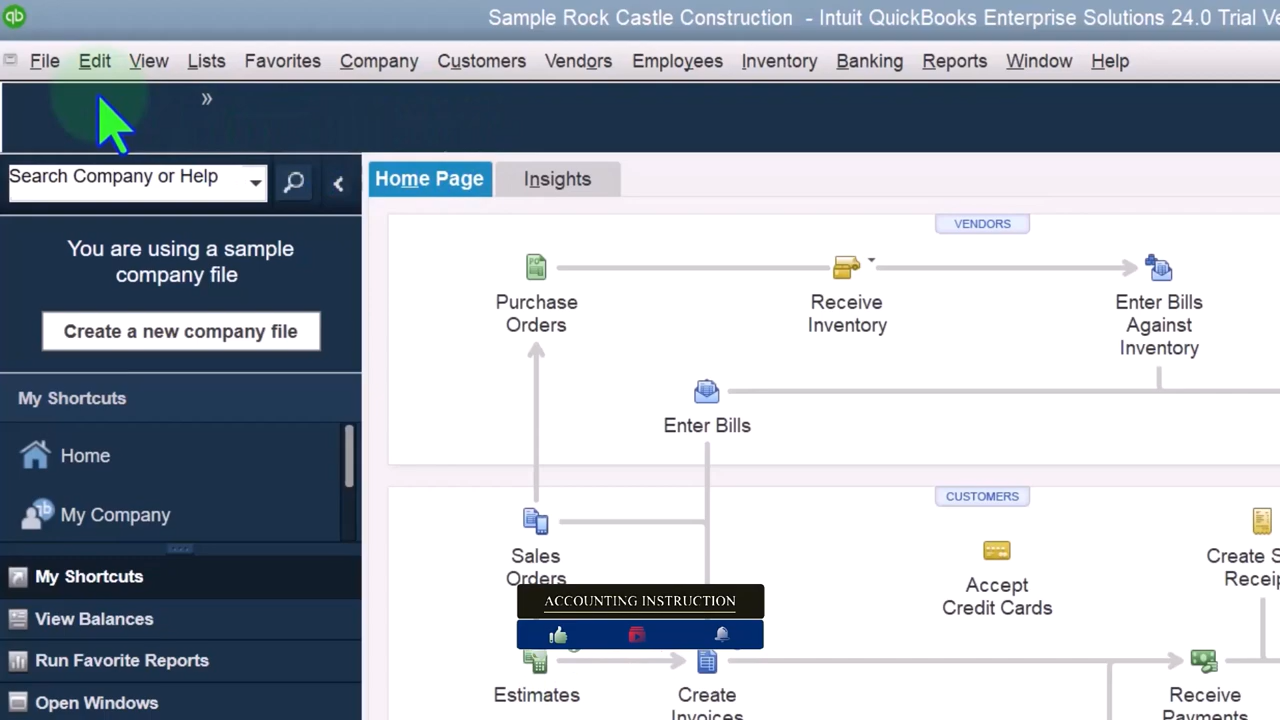 qb
Sample Rock Castle Construction - Intuit QuickBooks Enterprise Solutions 24.0 Trial Ve
File Edit View Lists Favorites Company Customers Vendors Employees Inventory Banking Reports Window Help
»
Search Company or Help
Home Page Insights
You are using a sample
company file
Create a new company file
My Shortcuts
Home
My Company
My Shortcuts
View Balances
Run Favorite Reports
Open Windows
VENDORS
Purchase
Orders
Receive
Inventory
Enter Bills
Against
Inventory
Enter Bills
CUSTOMERS
Sales
Orders
Accept
Credit Cards
Create S
Receip
ACCOUNTING INSTRUCTION
Estimates
Create
Invoices
Receive
Payments